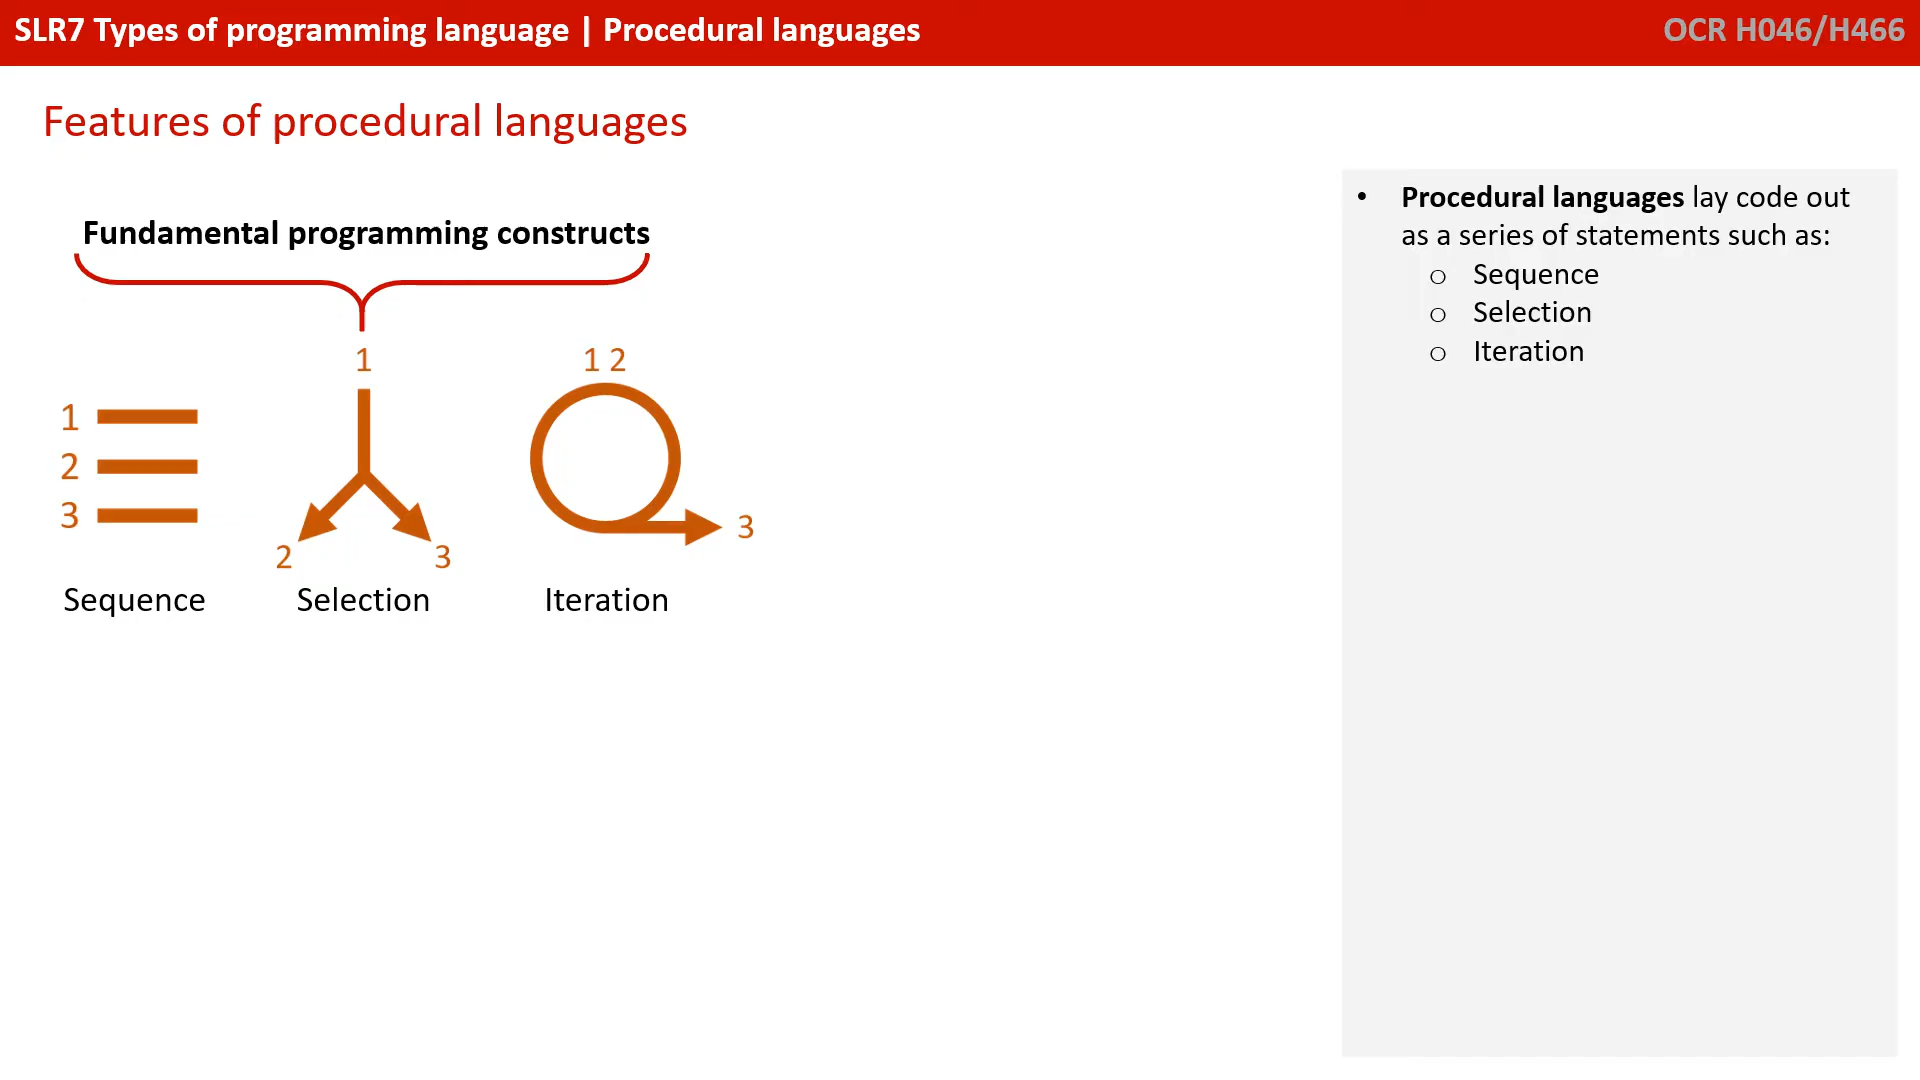 SLR7 Types of programming language | Procedural languages
OCR H046/H466
Features of procedural languages
Fundamental programming constructs
1
2
3
Sequence
1
2
3
Selection
1 2
3
Iteration
• Procedural languages lay code out
as a series of statements such as:
o Sequence
o Selection
o Iteration